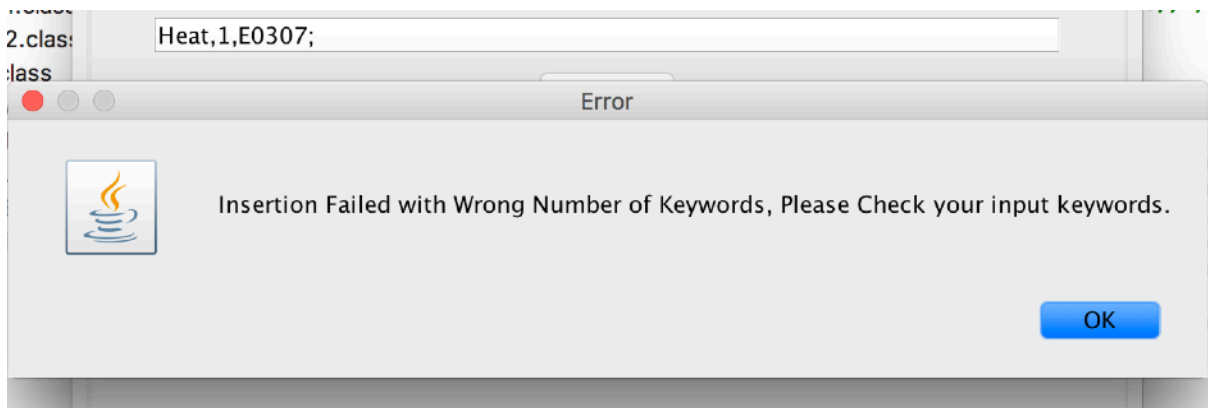 2.clas
Heat,1,E0307;
lass
Error
Insertion Failed with Wrong Number of Keywords, Please Check your input keywords.
OK